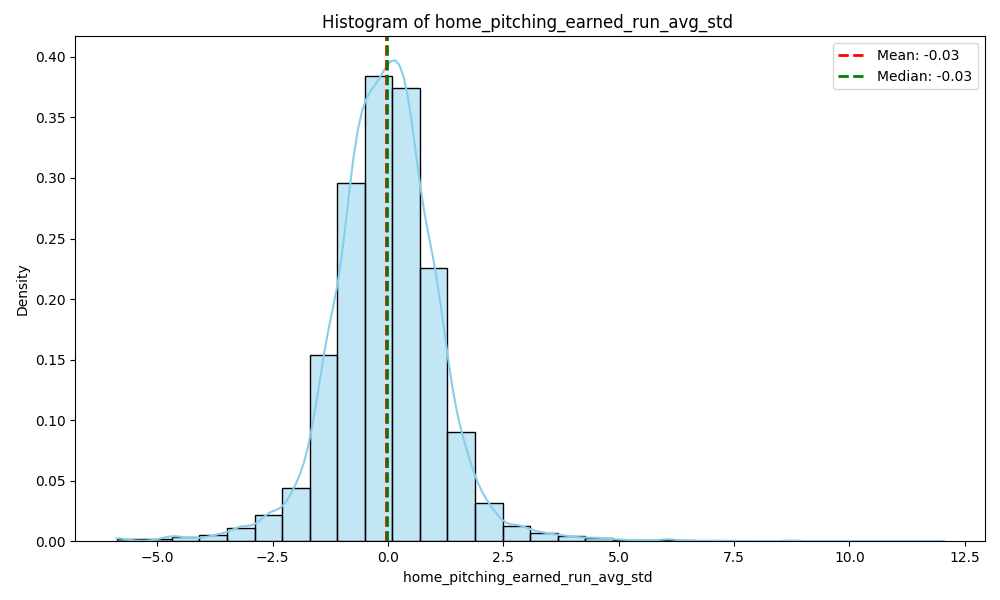 Histogram of home_pitching_earned_run_avg_std
Mean: -0.03
Median: -0.03
0.40
0.35
0.30
0.25
0.20
0.15
0.10
0.05
0.00
Density
−5.0 −2.5 0.0 2.5 5.0 7.5 10.0 12.5
home_pitching_earned_run_avg_std